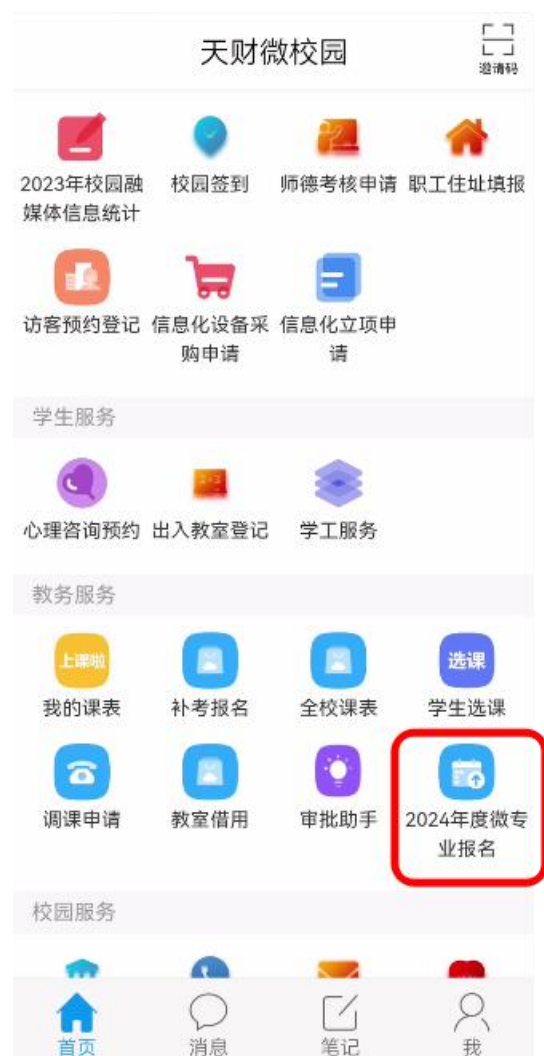 天财微校园
邀请码
2023年校园融
媒体信息统计
校园签到
师德考核申请
职工住址填报
访客预约登记
信息化设备采
购申请
信息化立项申
请
学生服务
心理咨询预约
出入教室登记
学工服务
教务服务
上课啦
我的课表
补考报名
全校课表
选课
学生选课
调课申请
教室借用
审批助手
2024年度微专
业报名
校园服务
首页
消息
笔记
我